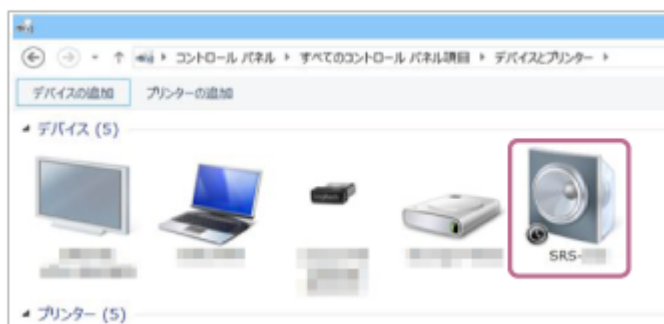 コントロール パネル ▸ すべてのコントロール パネル項目 ▸ デバイスとプリンター ▸
デバイスの追加 プリンターの追加
デバイス (5)
SRS-
プリンター (5)